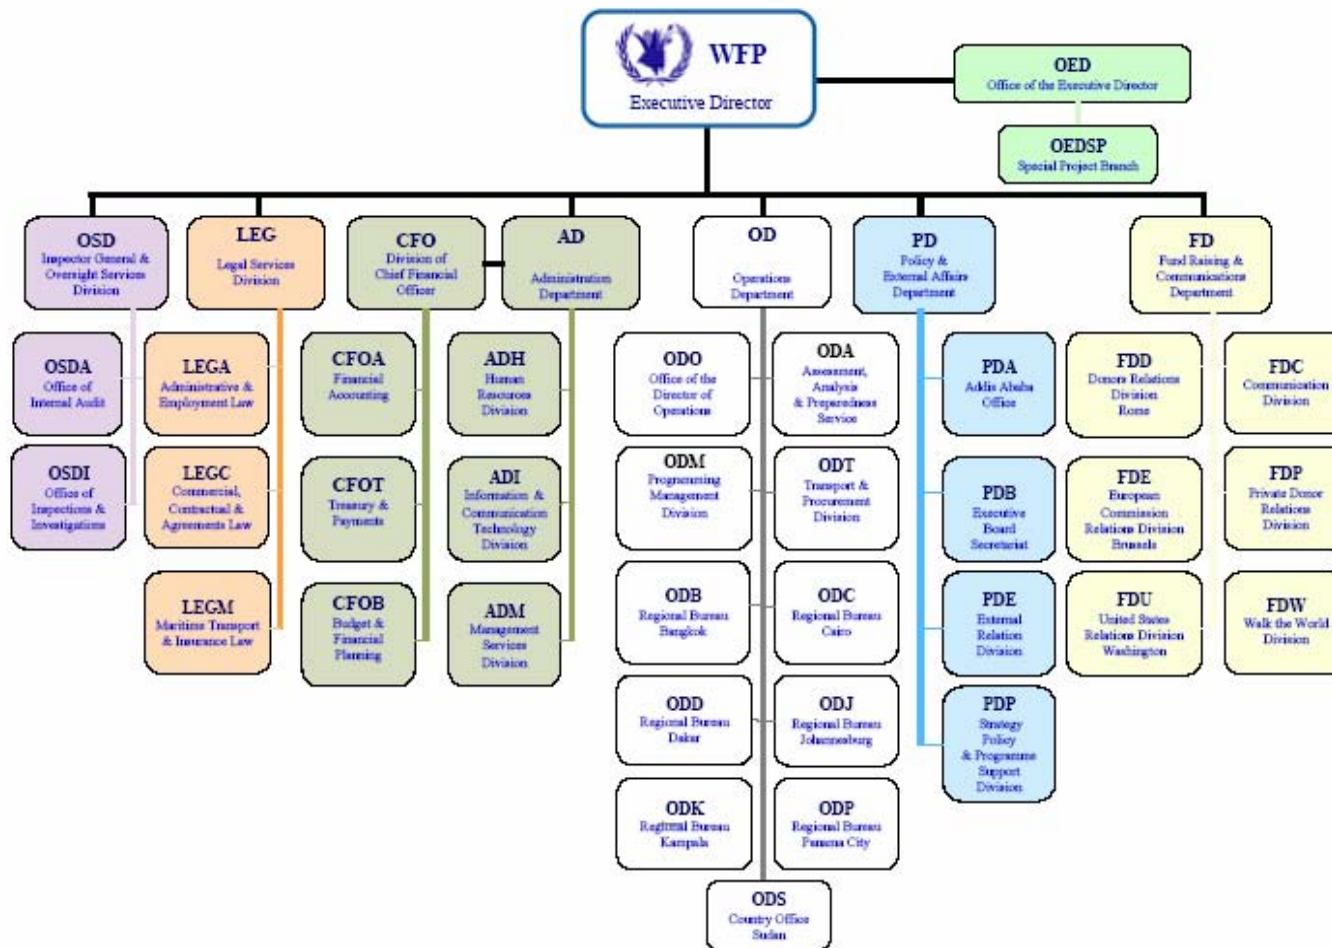 WFP
Executive Director
OED
Office of the Executive Director
OEDSP
Special Project Branch
OSD
Inspector General &
Oversight Services
Division
LEG
Legal Services
Division
CFO
Division of
Chief Financial
Officer
AD
Administration
Department
OD
Operations
Department
PD
Policy &
External Affairs
Department
FD
Fund Raising &
Communications
Department
OSDA
Office of
Internal Audit
OSDI
Office of
Inspections &
Investigations
LEGA
Administrative &
Employment Law
LEGC
Commercial,
Contractual &
Agreements Law
LEGM
Maritime Transport
& Insurance Law
CFOA
Financial
Accounting
CFOT
Treasury &
Payments
CFOB
Budget &
Financial
Planning
ADH
Human
Resources
Division
ADI
Information &
Communication
Technology
Division
ADM
Management
Services
Division
ODO
Office of the
Director of
Operations
ODA
Assessment,
Analysis
& Preparedness
Service
ODM
Programming
Management
Division
ODT
Transport &
Procurement
Division
ODB
Regional Bureau
Bangkok
ODC
Regional Bureau
Cairo
ODD
Regional Bureau
Dakar
ODJ
Regional Bureau
Johannesburg
ODK
Regional Bureau
Kampala
ODP
Regional Bureau
Panama City
ODS
Country Office
Sudan
PDA
Addis Ababa
Office
PDB
Executive
Board
Secretariat
PDE
External
Relation
Division
PDP
Strategy
Policy
& Programme
Support
Division
FDD
Donors Relations
Division
Rome
FDC
Communication
Division
FDE
European
Commission
Relations Division
Brussels
FDP
Private Donor
Relations
Division
FDU
United States
Relations Division
Washington
FDW
Walk the World
Division